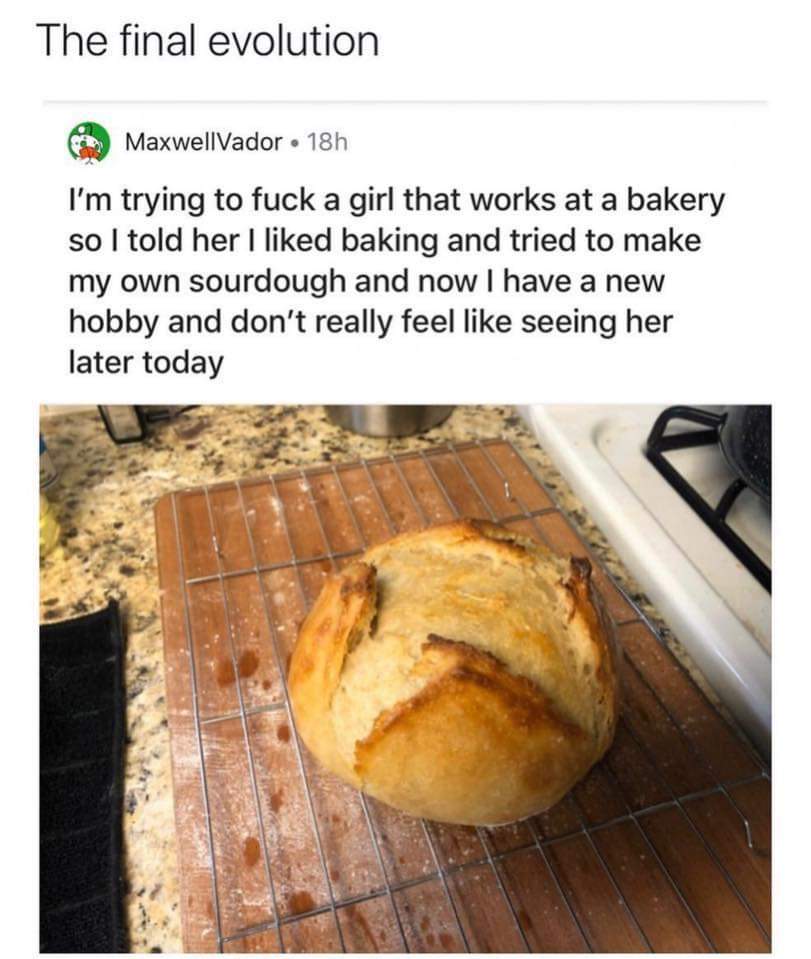 The final evolution
MaxwellVador • 18h
I'm trying to fuck a girl that works at a bakery
so I told her I liked baking and tried to make
my own sourdough and now I have a new
hobby and don't really feel like seeing her
later today